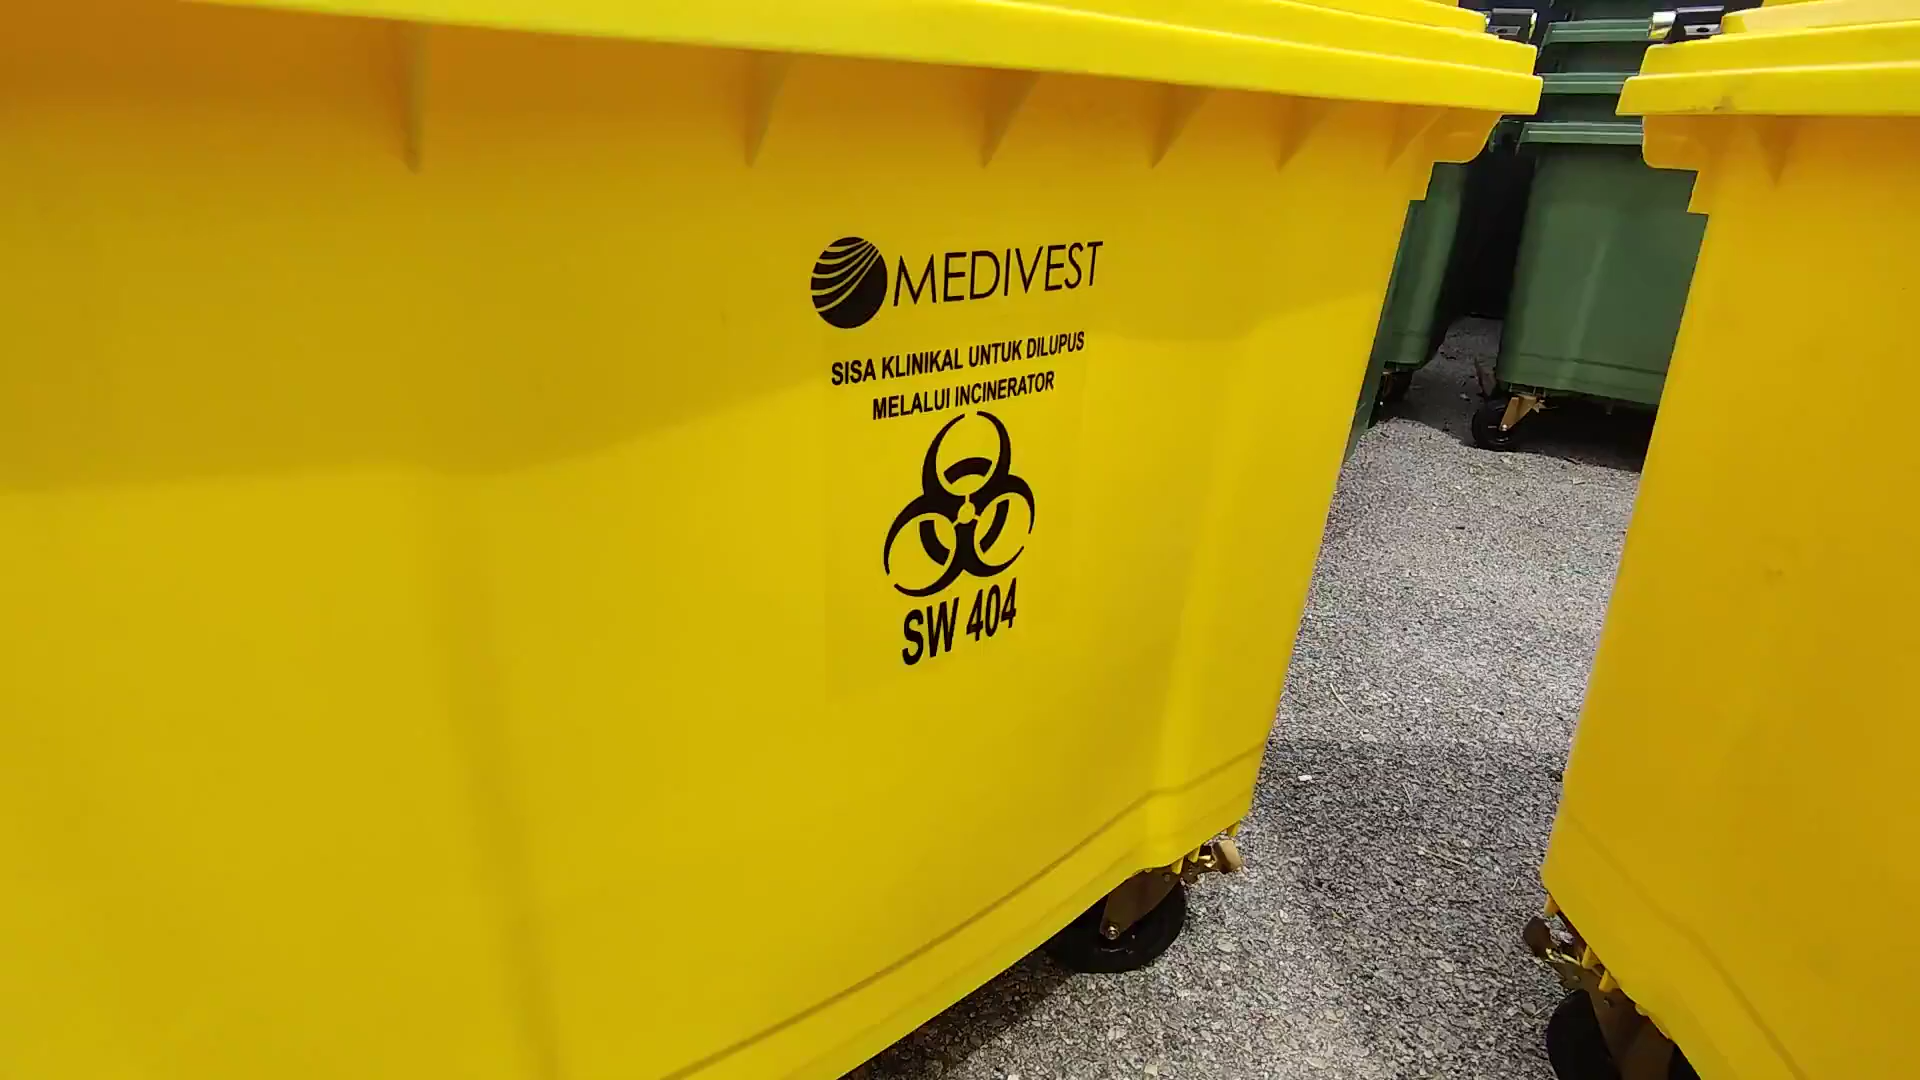 MEDIVEST
SISA KLINIKAL UNTUK DILUPUS
MELALUI INCINERATOR
SW 404